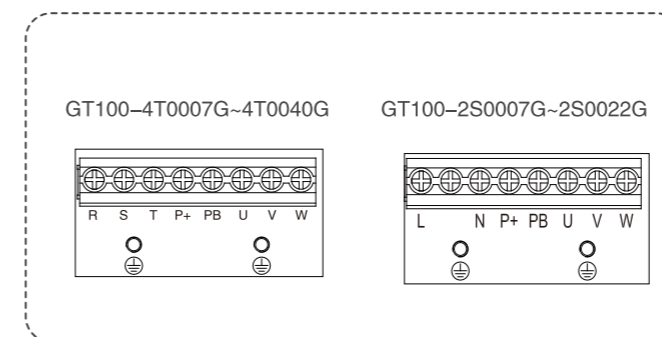 GT100–4T0007G~4T0040G
R S T P+ PB U V W
GT100–2S0007G~2S0022G
L N P+ PB U V W